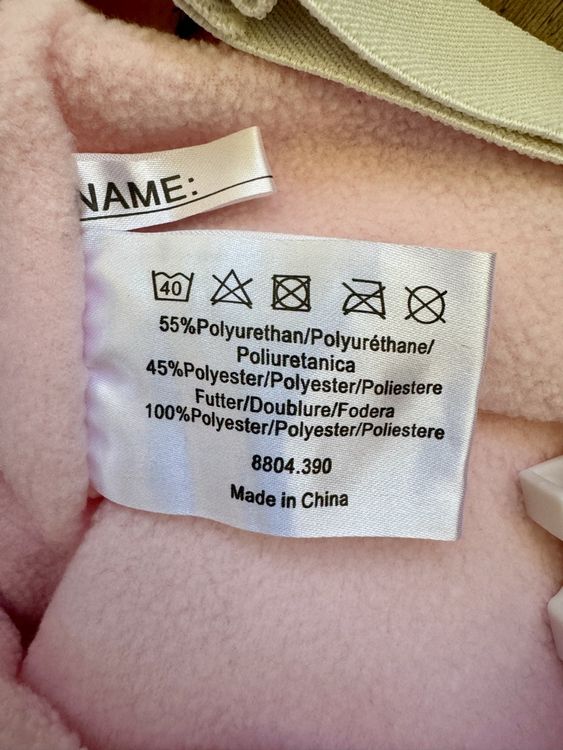 NAME:
40
55%Polyurethan/Polyuréthane/
Poliuretanica
45%Polyester/Polyester/Poliestere
Futter/Doublure/Fodera
100%Polyester/Polyester/Poliestere
8804.390
Made in China